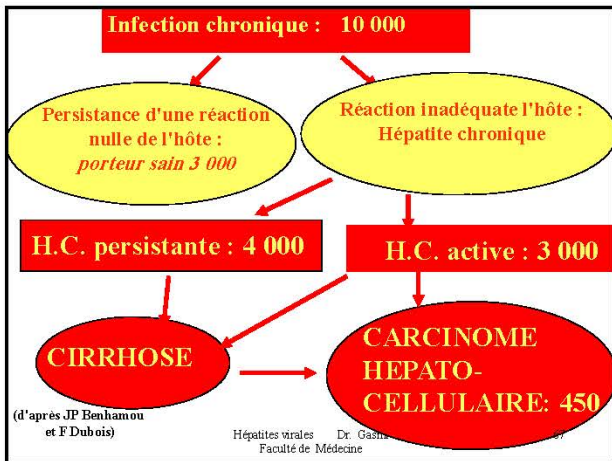 Infection chronique : 10 000
Persistance d'une réaction
nulle de l'hôte :
porteur sain 3 000
Réaction inadéquate l'hôte :
Hépatite chronique
H.C. persistante : 4 000
H.C. active : 3 000
CIRRHOSE
CARCINOME
HEPATO-
CELLULAIRE: 450
(d'après JP Benhamou
et F Dubois)
Hépatites virales Dr.
Faculté de Médecine